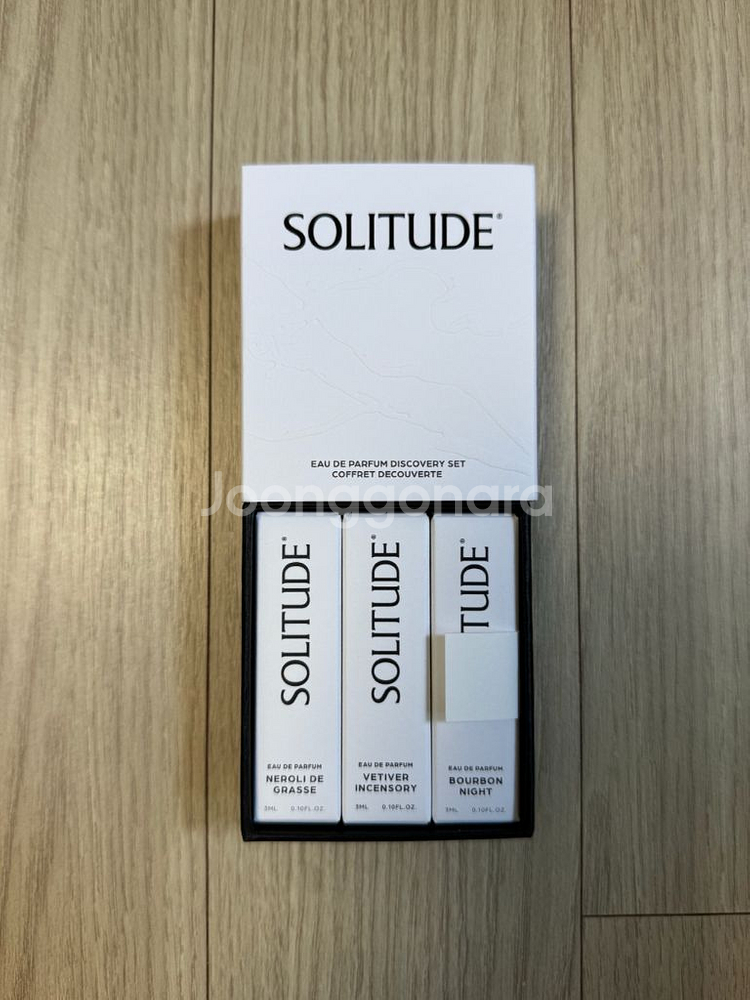 SOLITUDE®
EAU DE PARFUM DISCOVERY SET
COFFRET DECOUVERTE
Joonggonara
SOLITUDE®
EAU DE PARFUM
NEROLI DE
GRASSE
3ML 0.10FL.OZ.
SOLITUDE®
EAU DE PARFUM
VETIVER
INCENSORY
3ML 0.10FL.OZ.
TUDE®
EAU DE PARFUM
BOURBON
NIGHT
3ML 0.10FL.OZ.